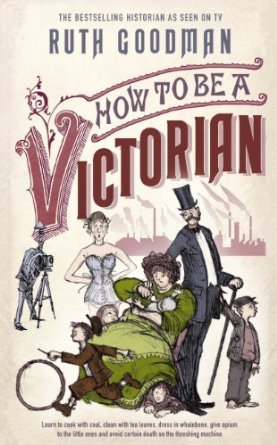 THE BESTSELLING HISTORIAN AS SEEN ON TV
RUTH GOODMAN
HOW TO BE A
VICTORIAN
Learn to cook with coal, clean with tea leaves, dress in whalebone, give opium
to the little ones and avoid certain death on the threshing machine